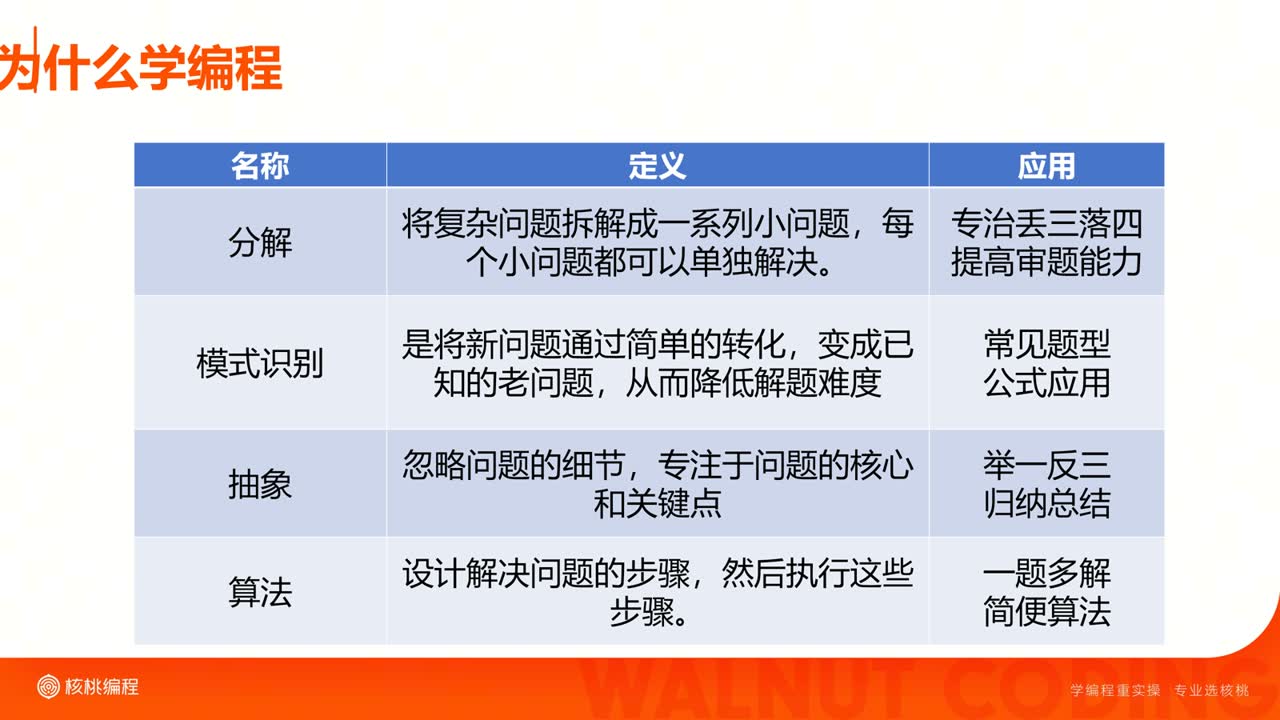 为什么学编程
名称 定义 应用
分解
将复杂问题拆解成一系列小问题，每
个小问题都可以单独解决。
专治丢三落四
提高审题能力
模式识别
是将新问题通过简单的转化，变成已
知的老问题，从而降低解题难度
常见题型
公式应用
抽象
忽略问题的细节，专注于问题的核心
和关键点
举一反三
归纳总结
算法
设计解决问题的步骤，然后执行这些
步骤。
一题多解
简便算法
核桃编程
WALNUT CODING
学编程重实操 专业选核桃